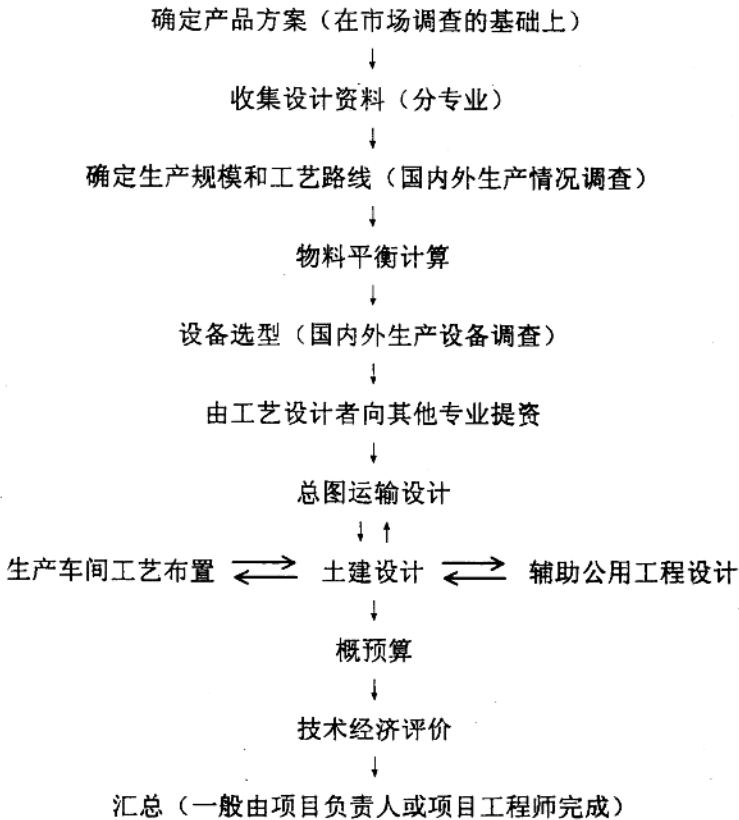 确定产品方案（在市场调查的基础上）
收集设计资料（分专业）
确定生产规模和工艺路线（国内外生产情况调查）
物料平衡计算
设备选型（国内外生产设备调查）
由工艺设计者向其他专业提资
总图运输设计
生产车间工艺布置 土建设计 辅助公用工程设计
概预算
技术经济评价
汇总（一般由项目负责人或项目工程师完成）